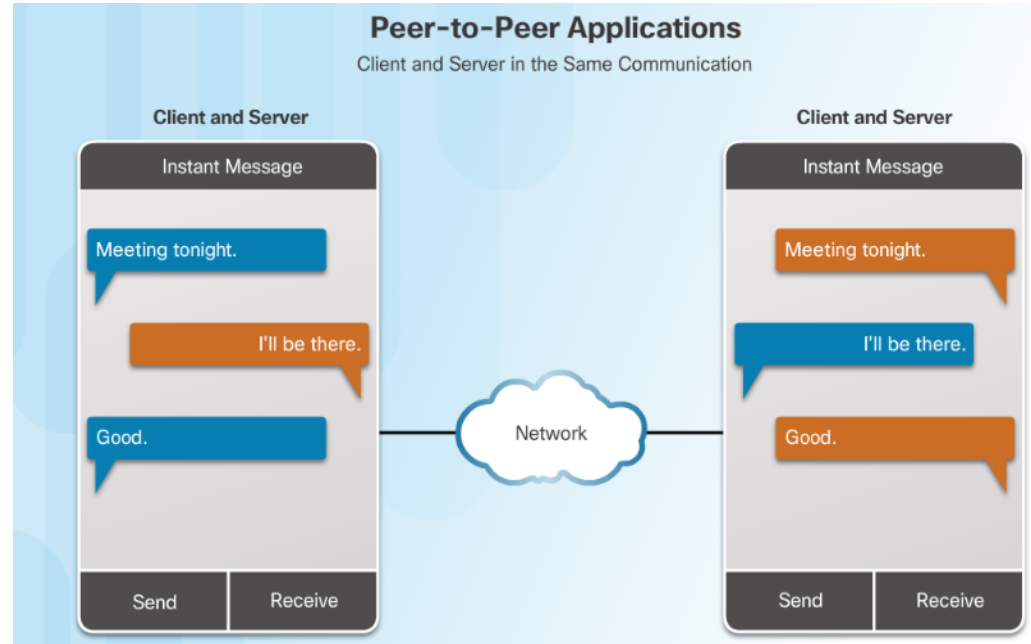 Peer-to-Peer Applications
Client and Server in the Same Communication
Client and Server
Instant Message
Meeting tonight.
I'll be there.
Good.
Send
Receive
Network
Client and Server
Instant Message
Meeting tonight.
I'll be there.
Good.
Send
Receive